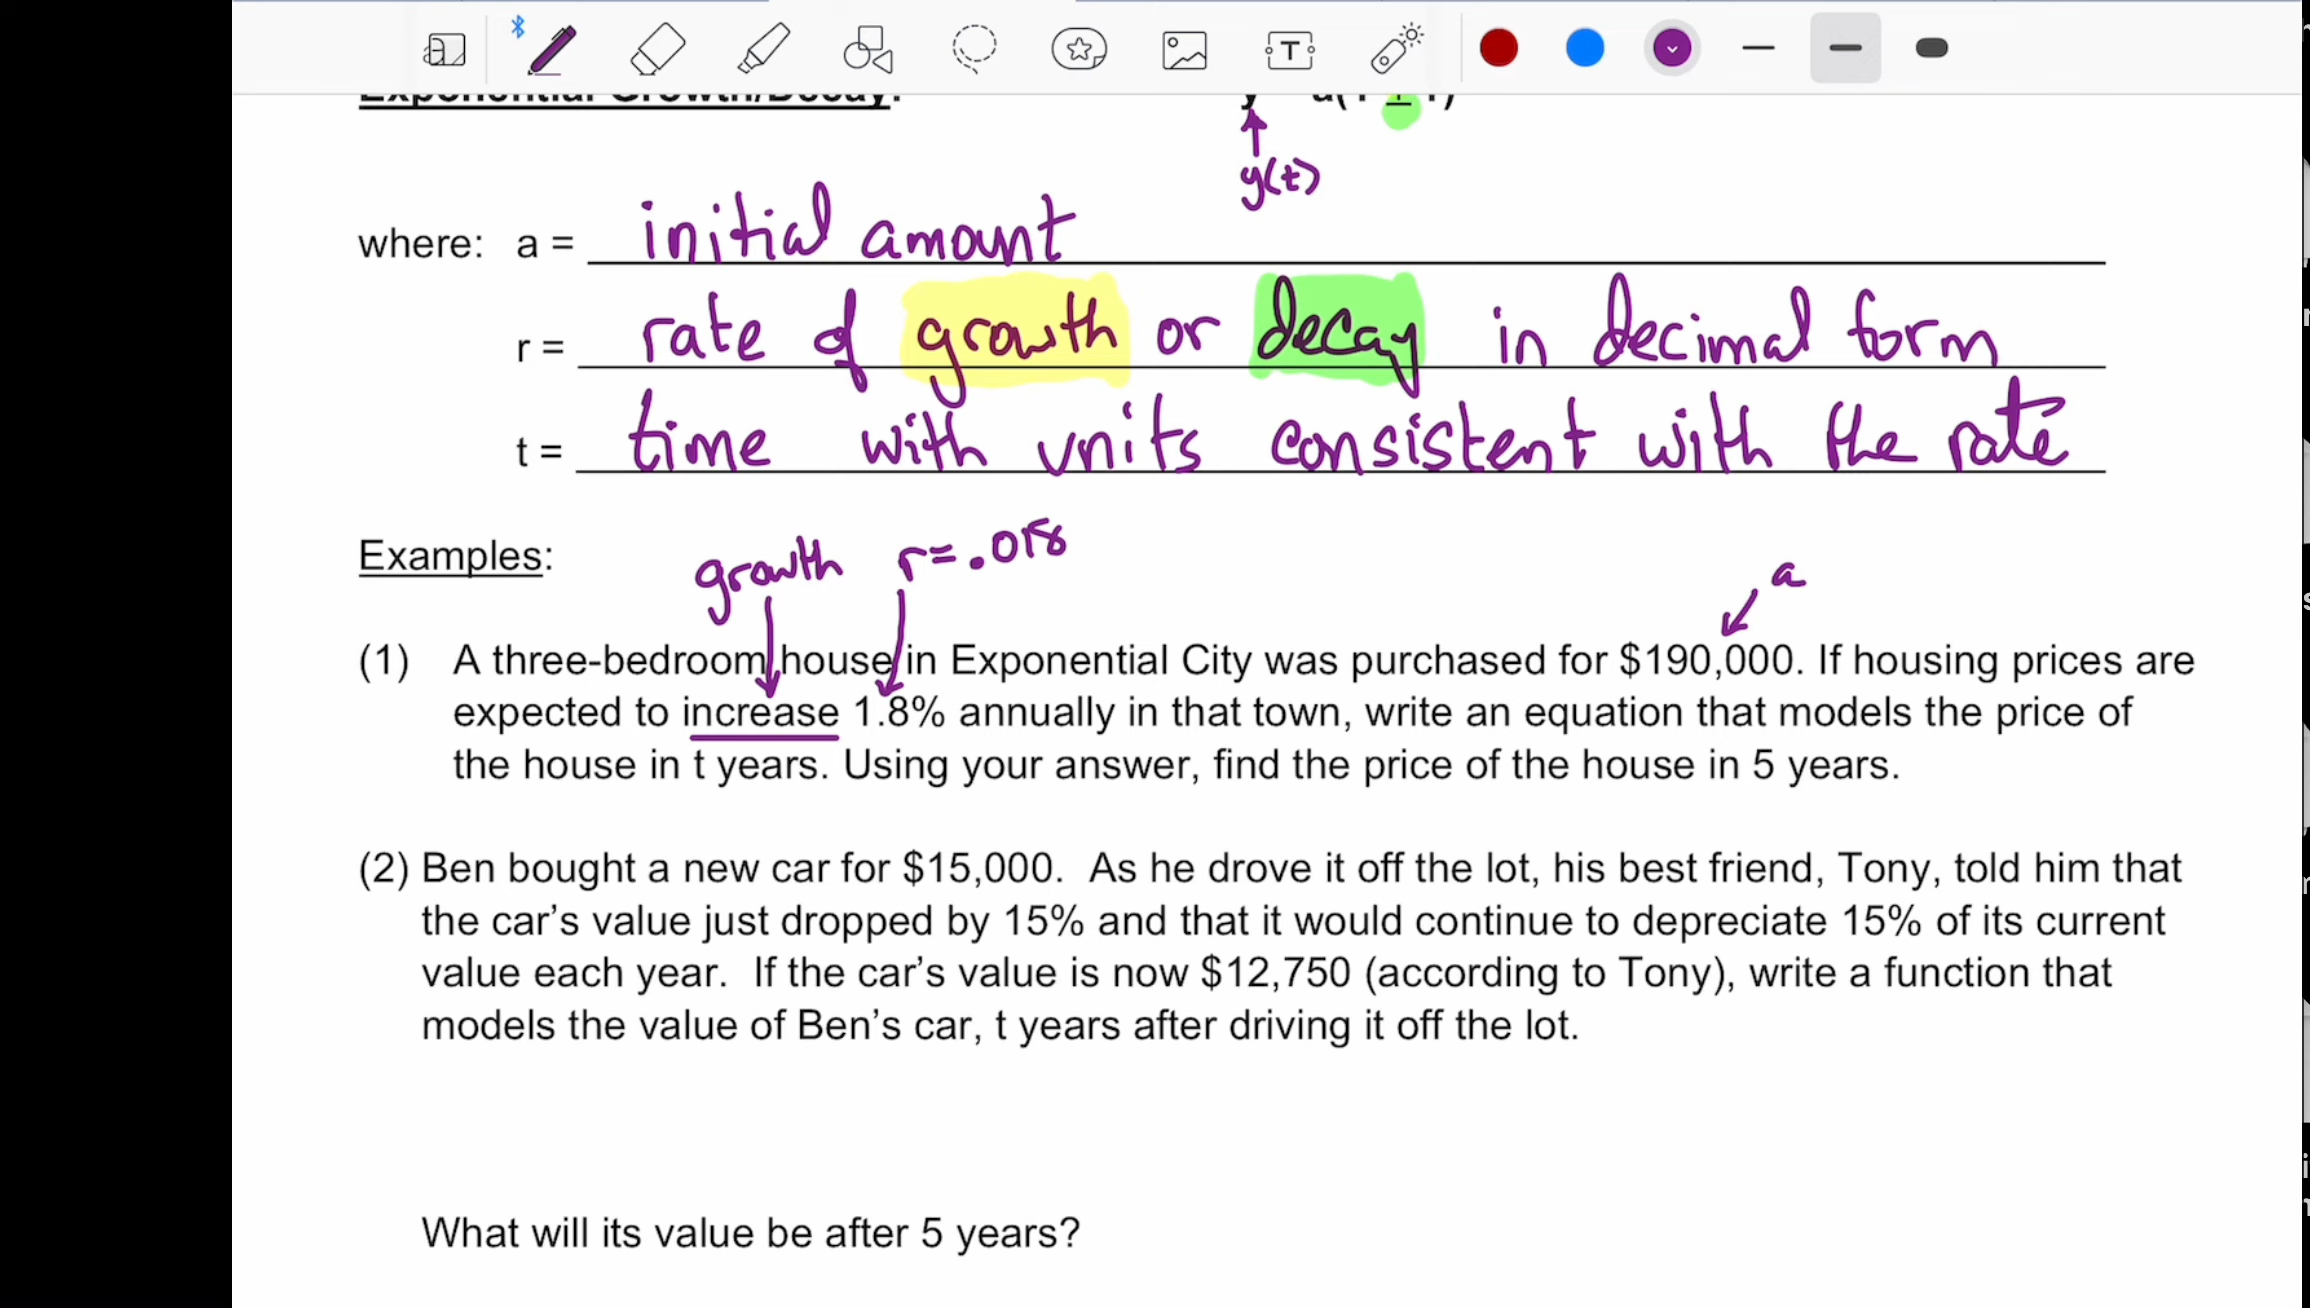 Exponential Growth/Decay:
y(t)
where: a = initial amount
r = rate of growth or decay in decimal form
t = time with units consistent with the rate
Examples:
growth r = .018
a
(1) A three-bedroom house in Exponential City was purchased for $190,000. If housing prices are
expected to increase 1.8% annually in that town, write an equation that models the price of
the house in t years. Using your answer, find the price of the house in 5 years.
(2) Ben bought a new car for $15,000. As he drove it off the lot, his best friend, Tony, told him that
the car’s value just dropped by 15% and that it would continue to depreciate 15% of its current
value each year. If the car’s value is now $12,750 (according to Tony), write a function that
models the value of Ben’s car, t years after driving it off the lot.
What will its value be after 5 years?